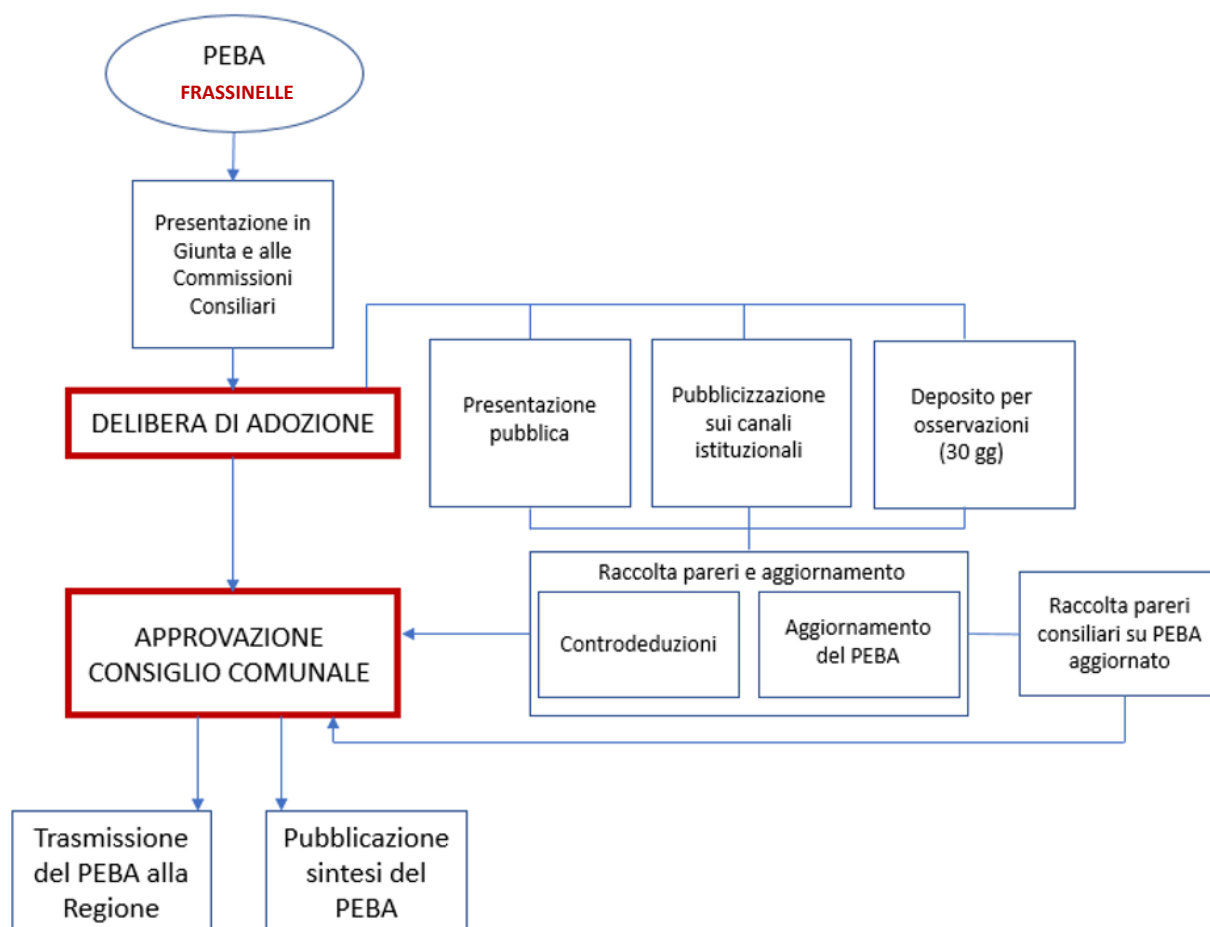 PEBA
FRASSINELLE
Presentazione in
Giunta e alle
Commissioni
Consiliari
DELIBERA DI ADOZIONE
Presentazione
pubblica
Pubblicizzazione
sui canali
istituzionali
Deposito per
osservazioni
(30 gg)
Raccolta pareri e aggiornamento
Controdeduzioni
Aggiornamento
del PEBA
Raccolta pareri
consiliari su PEBA
aggiornato
APPROVAZIONE
CONSIGLIO COMUNALE
Trasmissione
del PEBA alla
Regione
Pubblicazione
sintesi del
PEBA